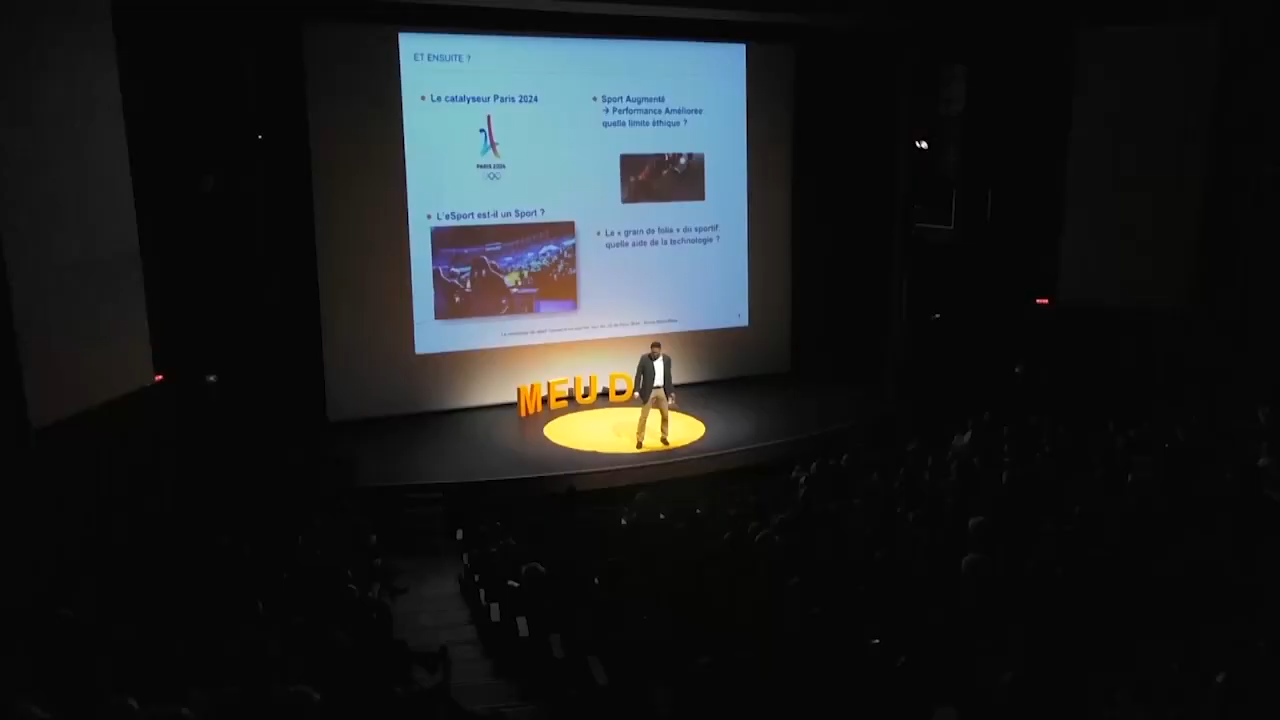 ET ENSUITE ?
Le catalyseur Paris 2024
PARIS 2024
L'eSport est-il un Sport ?
Sport Augmenté
→ Performance Améliorée
quelle limite éthique ?
Le « grain de folie » du sportif
quelle aide de la technologie ?
MEUD